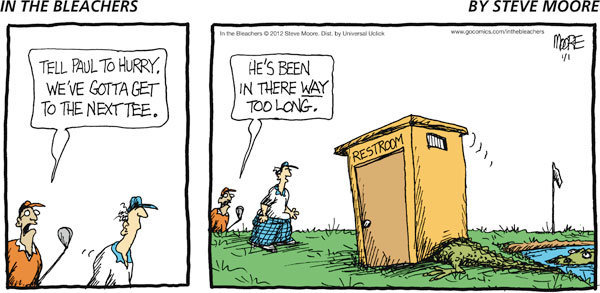 IN THE BLEACHERS
BY STEVE MOORE
TELL PAUL TO HURRY.
WE'VE GOTTA GET
TO THE NEXT TEE.
In the Bleachers © 2012 Steve Moore. Dist. by Universal Uclick
www.gocomics.com/inthebleachers
MOORE
1/1
HE'S BEEN
IN THERE WAY
TOO LONG.
RESTROOM